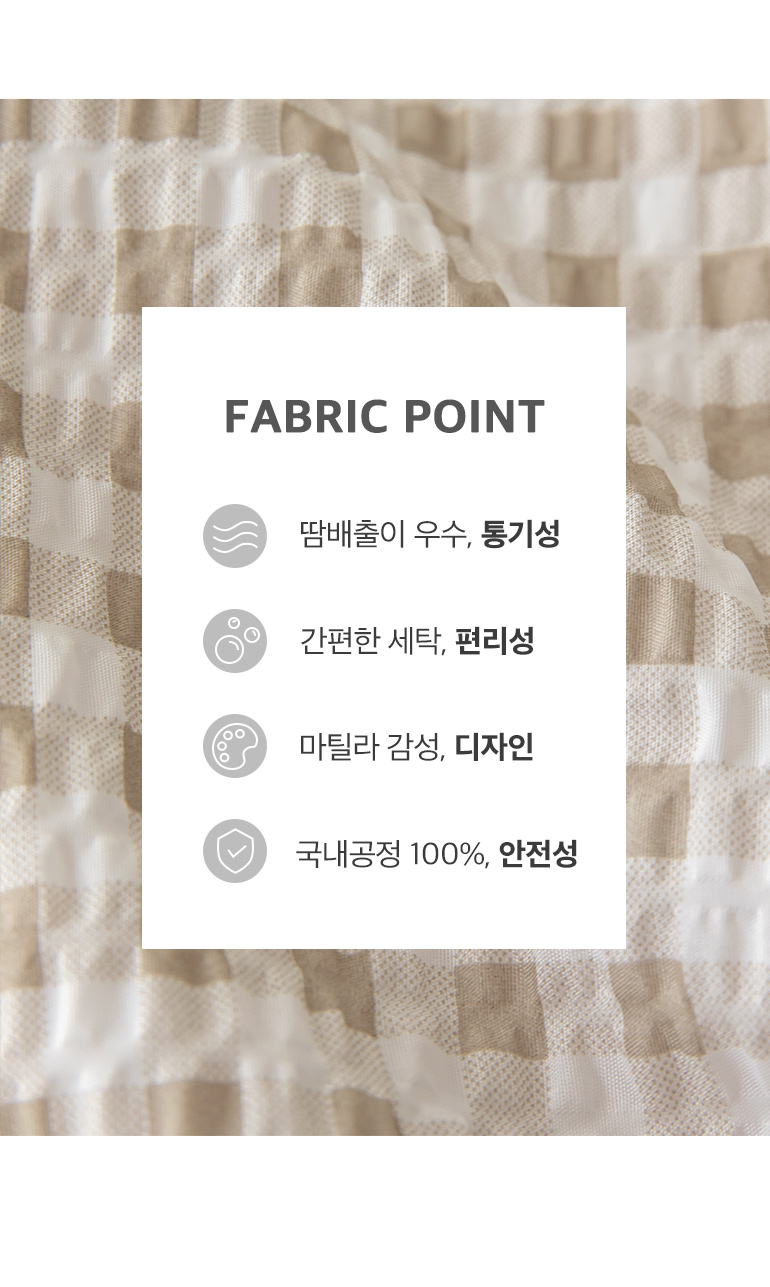 FABRIC POINT
땀배출이 우수, 통기성
간편한 세탁, 편리성
마틸라 감성, 디자인
국내공정 100%, 안전성